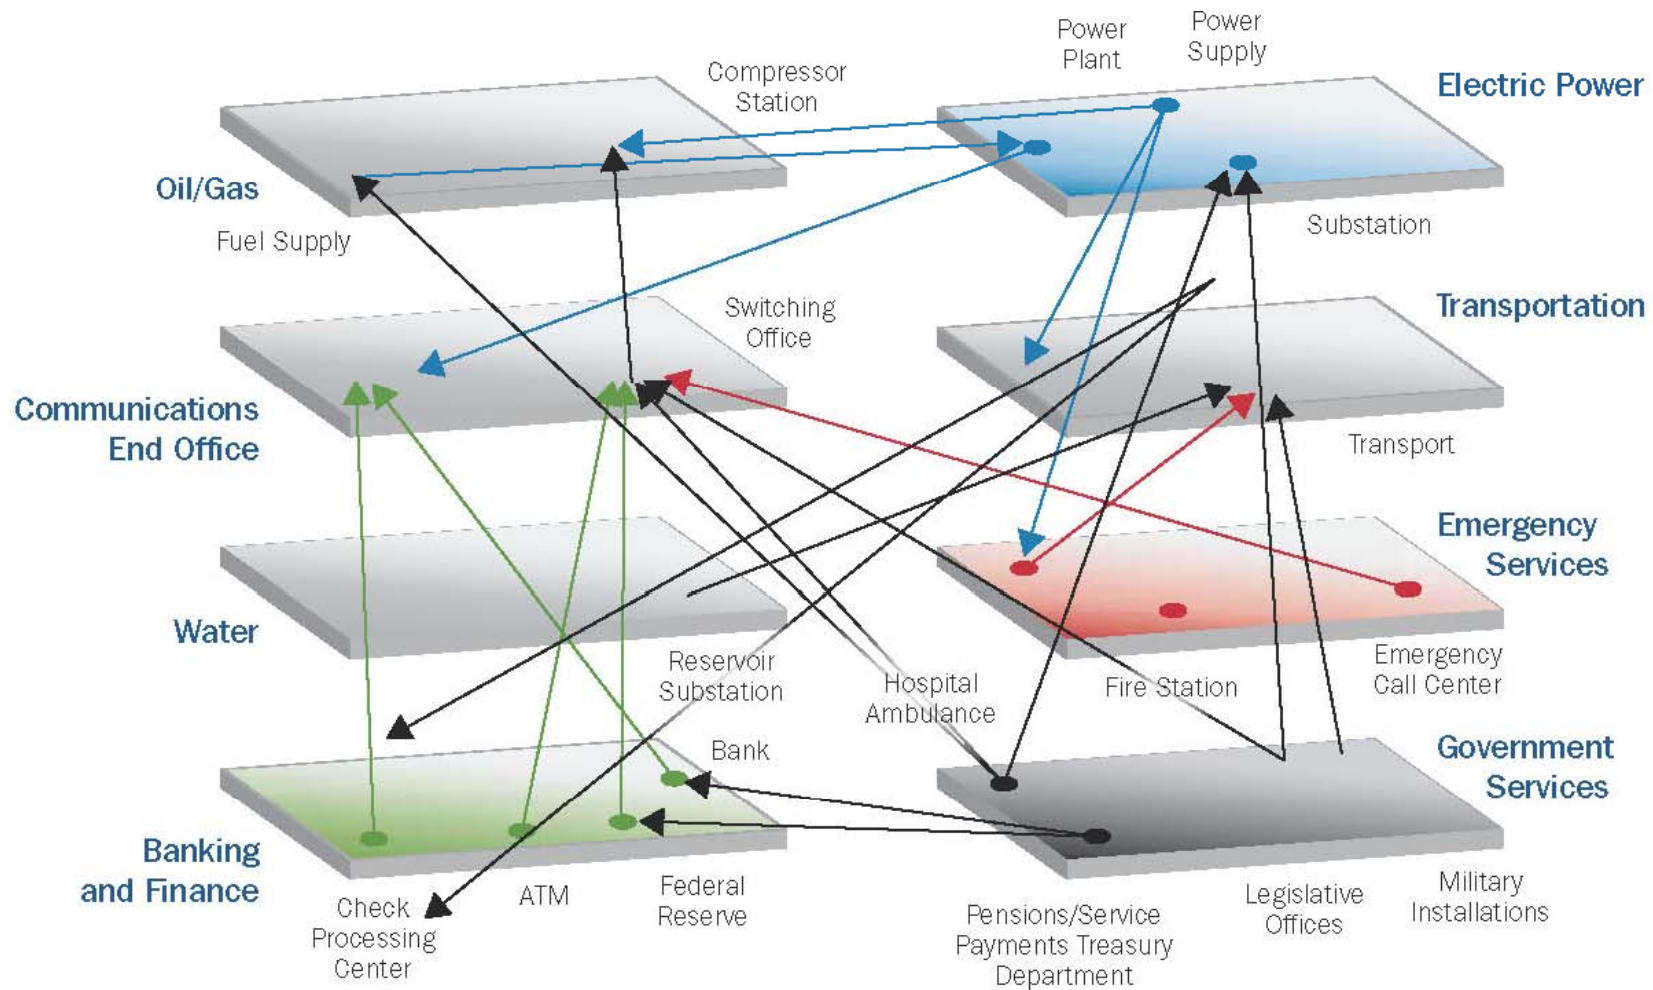 Power
Plant
Power
Supply
Compressor
Station
Electric Power
Oil/Gas
Fuel Supply
Substation
Switching
Office
Transportation
Communications
End Office
Transport
Emergency
Services
Water
Reservoir
Substation
Hospital
Ambulance
Fire Station
Emergency
Call Center
Bank
Government
Services
Banking
and Finance
Check
Processing
Center
ATM
Federal
Reserve
Pensions/Service
Payments Treasury
Department
Legislative
Offices
Military
Installations